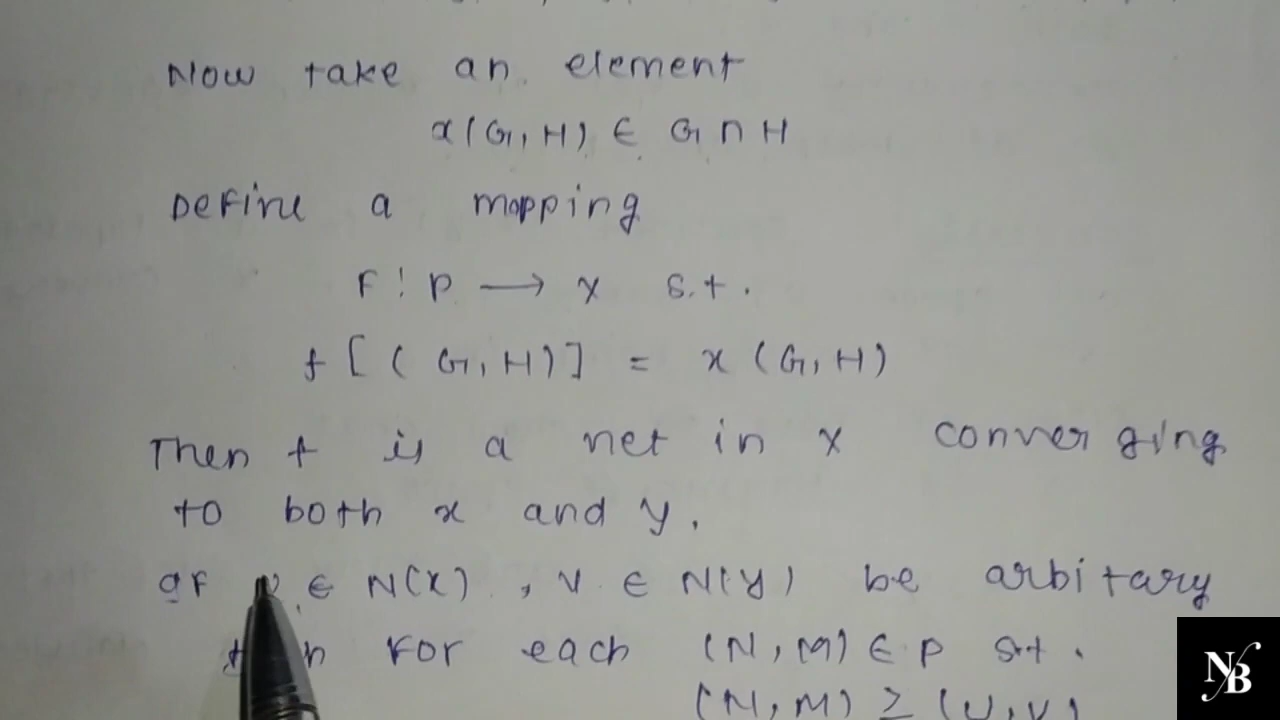 Now take an element
x(G, H) ∈ G ∩ H
Define a mapping
F : P → X s.t.
f [( G, H)] = x (G, H)
Then f is a net in X converging
to both x and y.
If ∈ N(x) , V ∈ N(y) be arbitary
for each (N, M) ∈ P s.t.
(N, M) ≥ (U, V)
NB